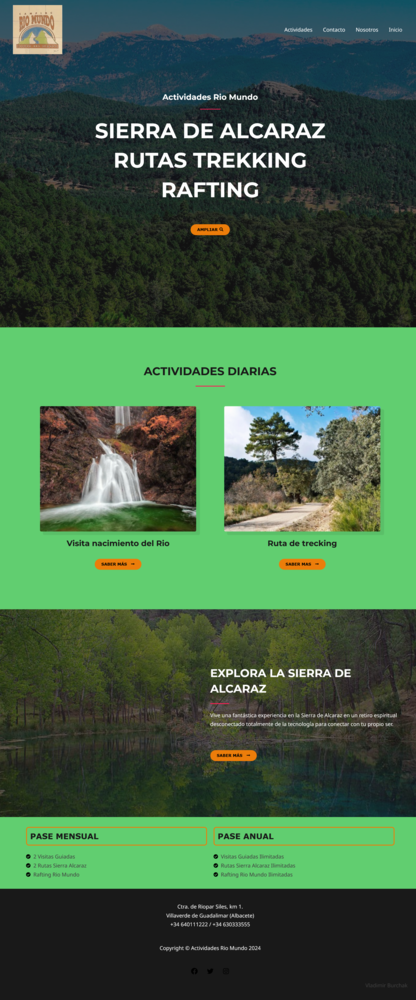 RIO MUNDO
Actividades Contacto Nosotros Inicio
Actividades Rio Mundo
SIERRA DE ALCARAZ
RUTAS TREKKING
RAFTING
AMPLIAR
ACTIVIDADES DIARIAS
Visita nacimiento del Rio
Ruta de trecking
SABER MÁS
SABER MAS
EXPLORA LA SIERRA DE
ALCARAZ
Vive una fantástica experiencia en la Sierra de Alcaraz en un retiro espiritual
desconectado totalmente de la tecnología para conectar con tu propio ser.
SABER MÁS
PASE MENSUAL
2 Visitas Guiadas
2 Rutas Sierra Alcaraz
Rafting Rio Mundo
PASE ANUAL
Visitas Guiadas Ilimitadas
Rutas Sierra Alcaraz Ilimitadas
Rafting Rio Mundo Ilimitadas
Ctra. de Riopar Siles, km 1.
Villaverde de Guadalimar (Albacete)
+34 640111222 / +34 630333555
Copyright © Actividades Rio Mundo 2024